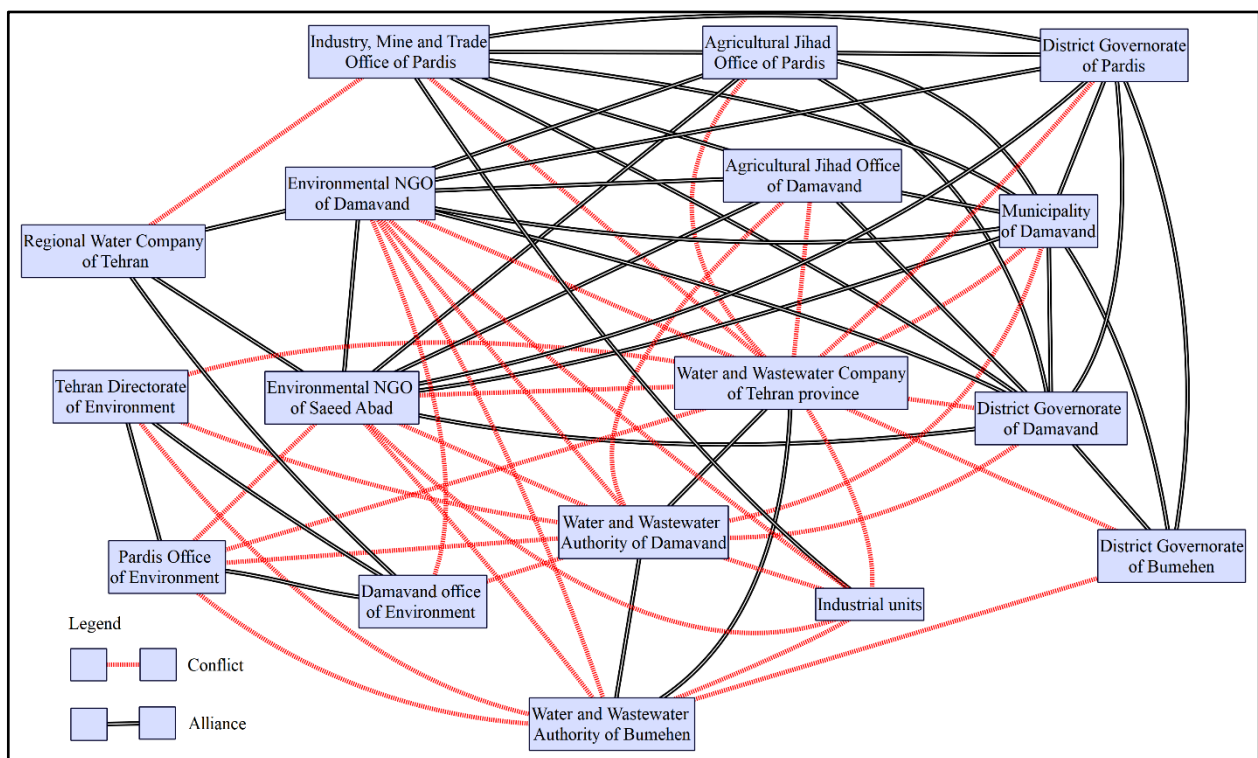 Industry, Mine and Trade
Office of Pardis
Agricultural Jihad
Office of Pardis
District Governorate
of Pardis
Agricultural Jihad Office
of Damavand
Environmental NGO
of Damavand
Municipality
of Damavand
Regional Water Company
of Tehran
Tehran Directorate
of Environment
Environmental NGO
of Saeed Abad
Water and Wastewater Company
of Tehran province
District Governorate
of Damavand
Water and Wastewater
Authority of Damavand
District Governorate
of Bumehen
Pardis Office
of Environment
Damavand office
of Environment
Industrial units
Legend
Conflict
Alliance
Water and Wastewater
Authority of Bumehen